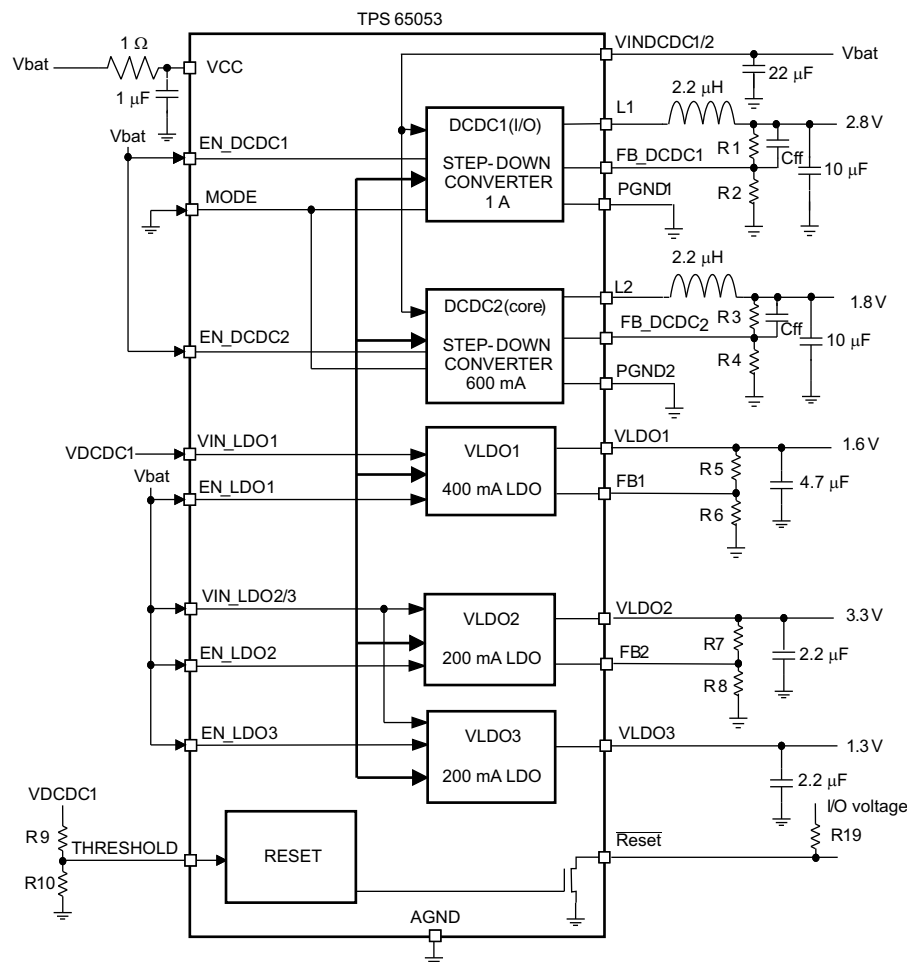 TPS 65053
1 Ω
Vbat
VCC
1 μF
VINDCDC1/2
Vbat
22 μF
Vbat
EN_DCDC1
MODE
DCDC1(I/O)
STEP-DOWN
CONVERTER
1 A
L1
2.2 μH
2.8 V
R1
Cff
FB_DCDC1
R2
10 μF
PGND1
EN_DCDC2
DCDC2(core)
STEP-DOWN
CONVERTER
600 mA
L2
2.2 μH
1.8 V
R3
Cff
FB_DCDC2
R4
10 μF
PGND2
VDCDC1
VIN_LDO1
Vbat
EN_LDO1
VLDO1
400 mA LDO
VLDO1
1.6 V
R5
FB1
4.7 μF
R6
VIN_LDO2/3
EN_LDO2
VLDO2
200 mA LDO
VLDO2
3.3 V
R7
FB2
2.2 μF
R8
EN_LDO3
VLDO3
200 mA LDO
VLDO3
1.3 V
2.2 μF
I/O voltage
VDCDC1
R9
THRESHOLD
R10
RESET
Reset
R19
AGND